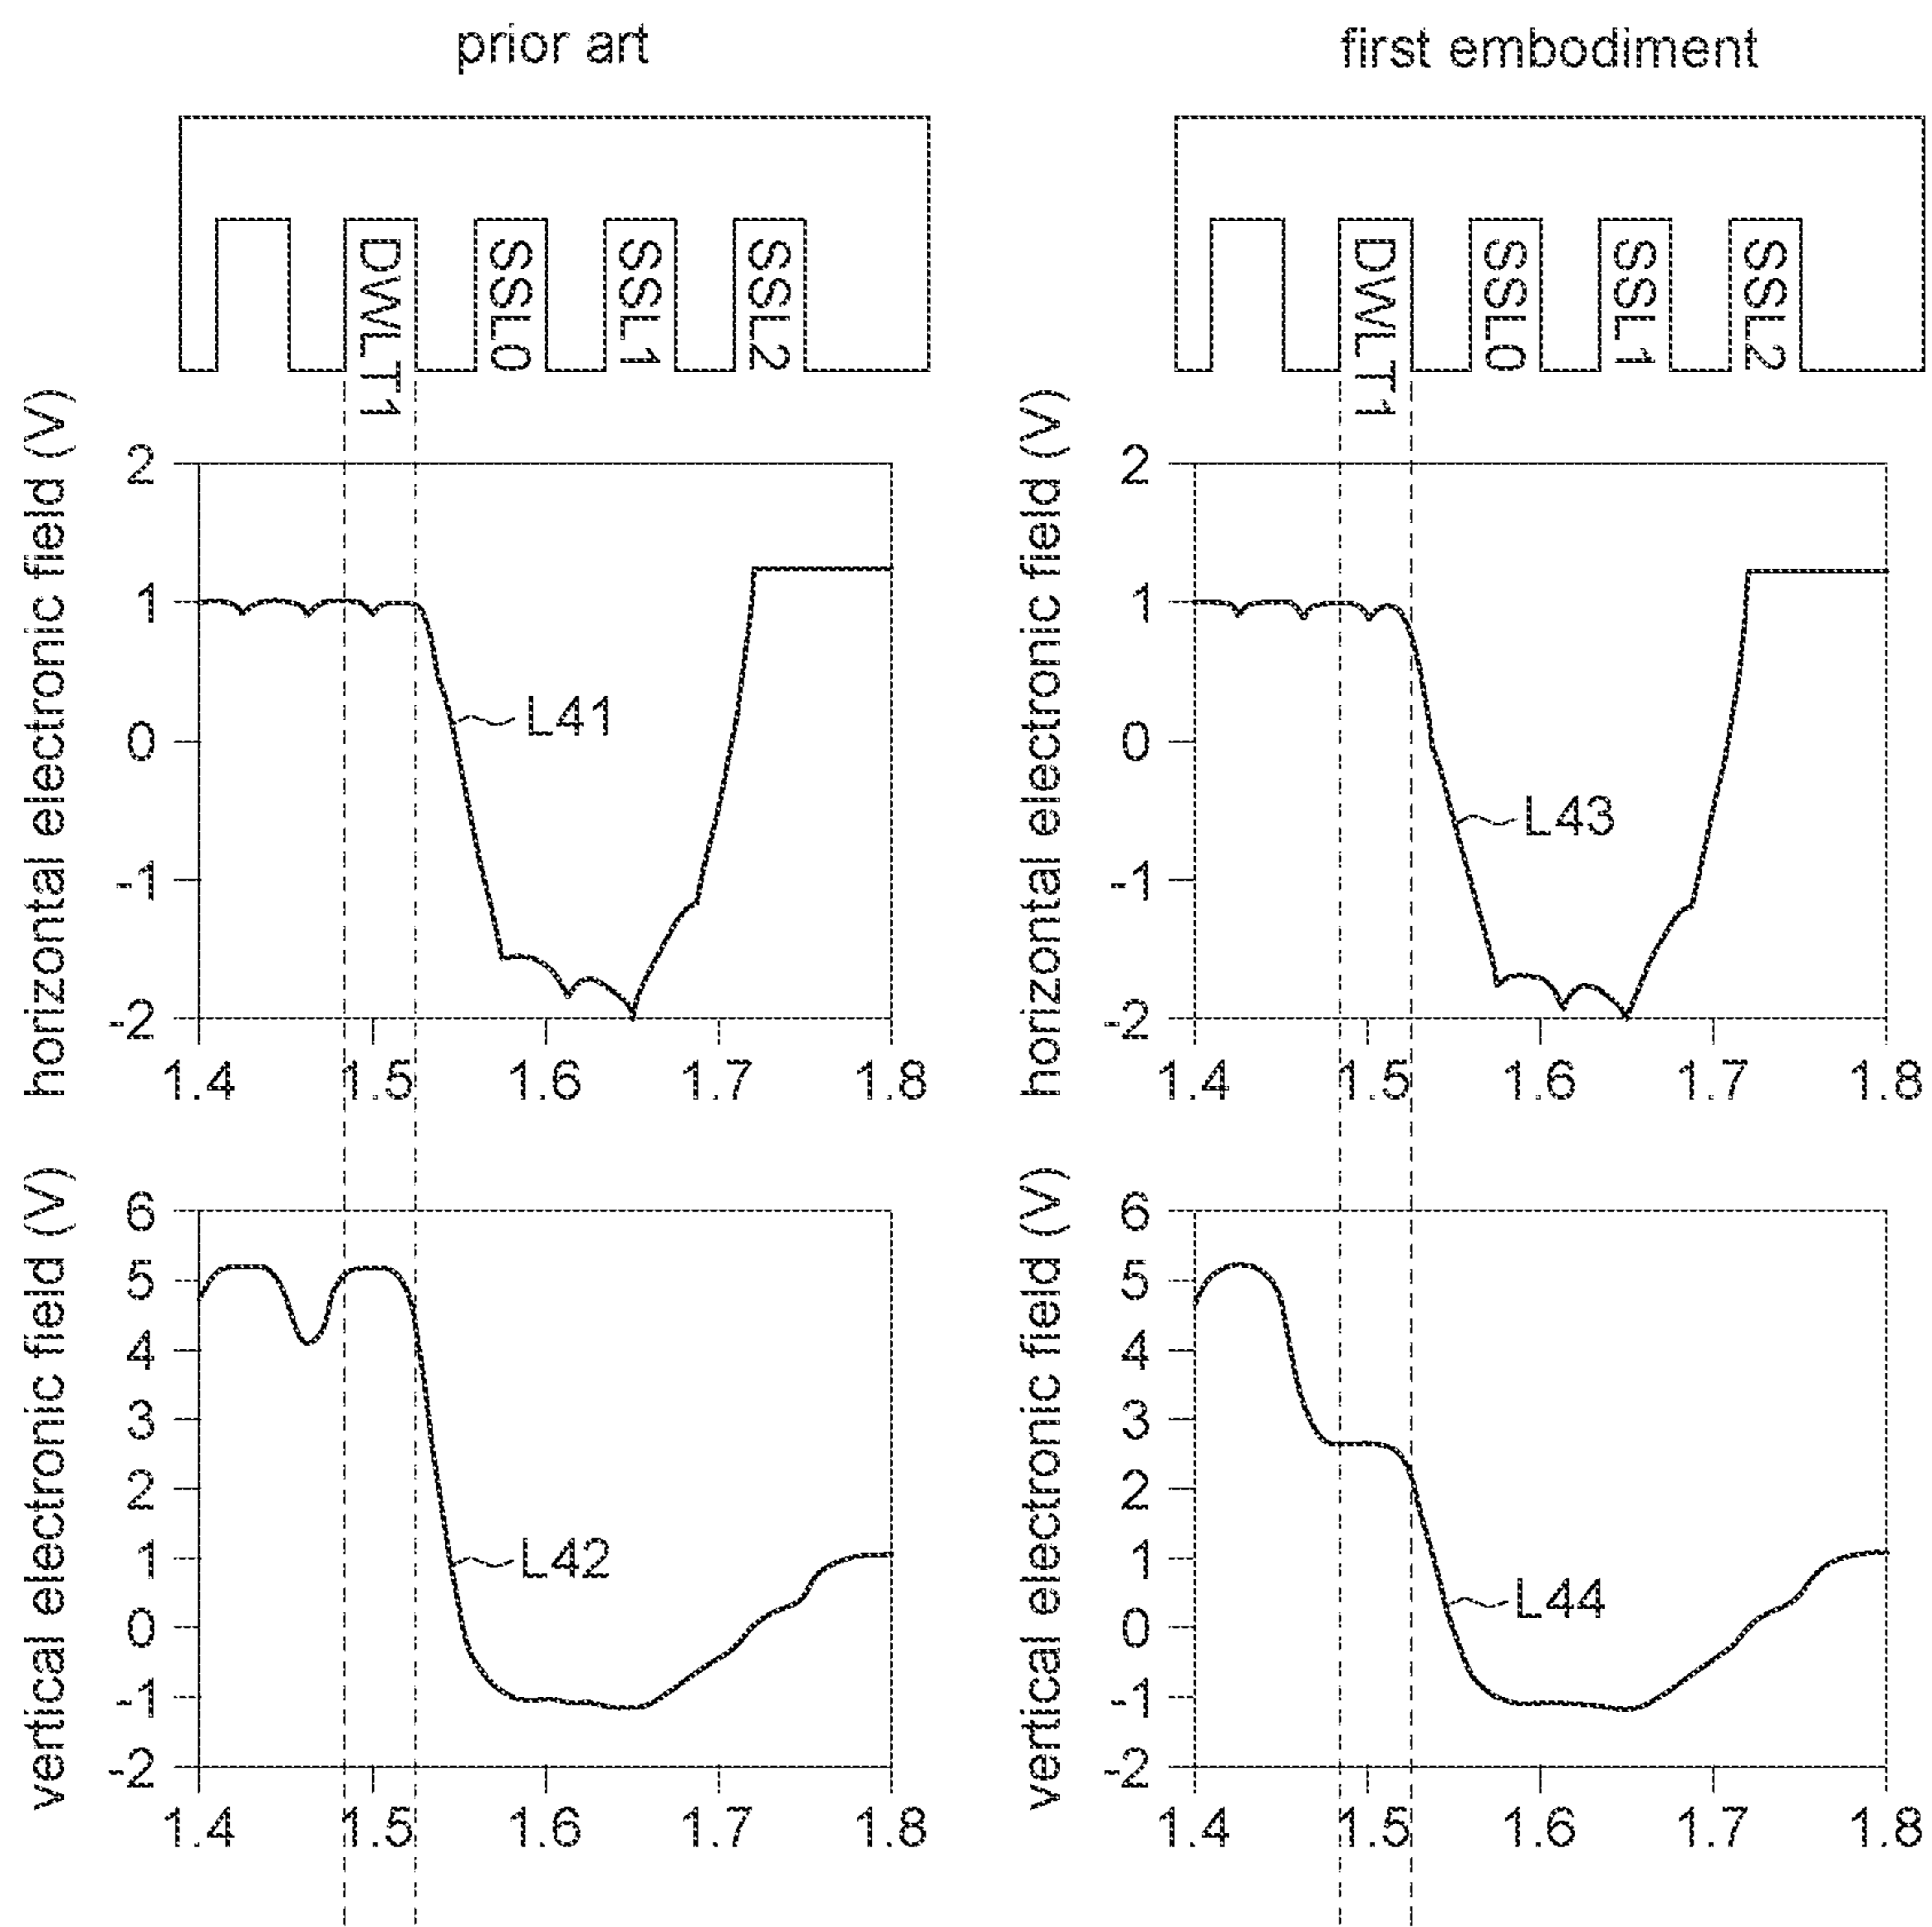 prior art
DWLT1
SSL0
SSL1
SSL2
horizontal electronic field (V)
2
1
0
-1
-2
L41
1.4 1.5 1.6 1.7 1.8
vertical electronic field (V)
6
5
4
3
2
1
0
-1
-2
L42
1.4 1.5 1.6 1.7 1.8
first embodiment
DWLT1
SSL0
SSL1
SSL2
horizontal electronic field (V)
2
1
0
-1
-2
L43
1.4 1.5 1.6 1.7 1.8
vertical electronic field (V)
6
5
4
3
2
1
0
-1
-2
L44
1.4 1.5 1.6 1.7 1.8